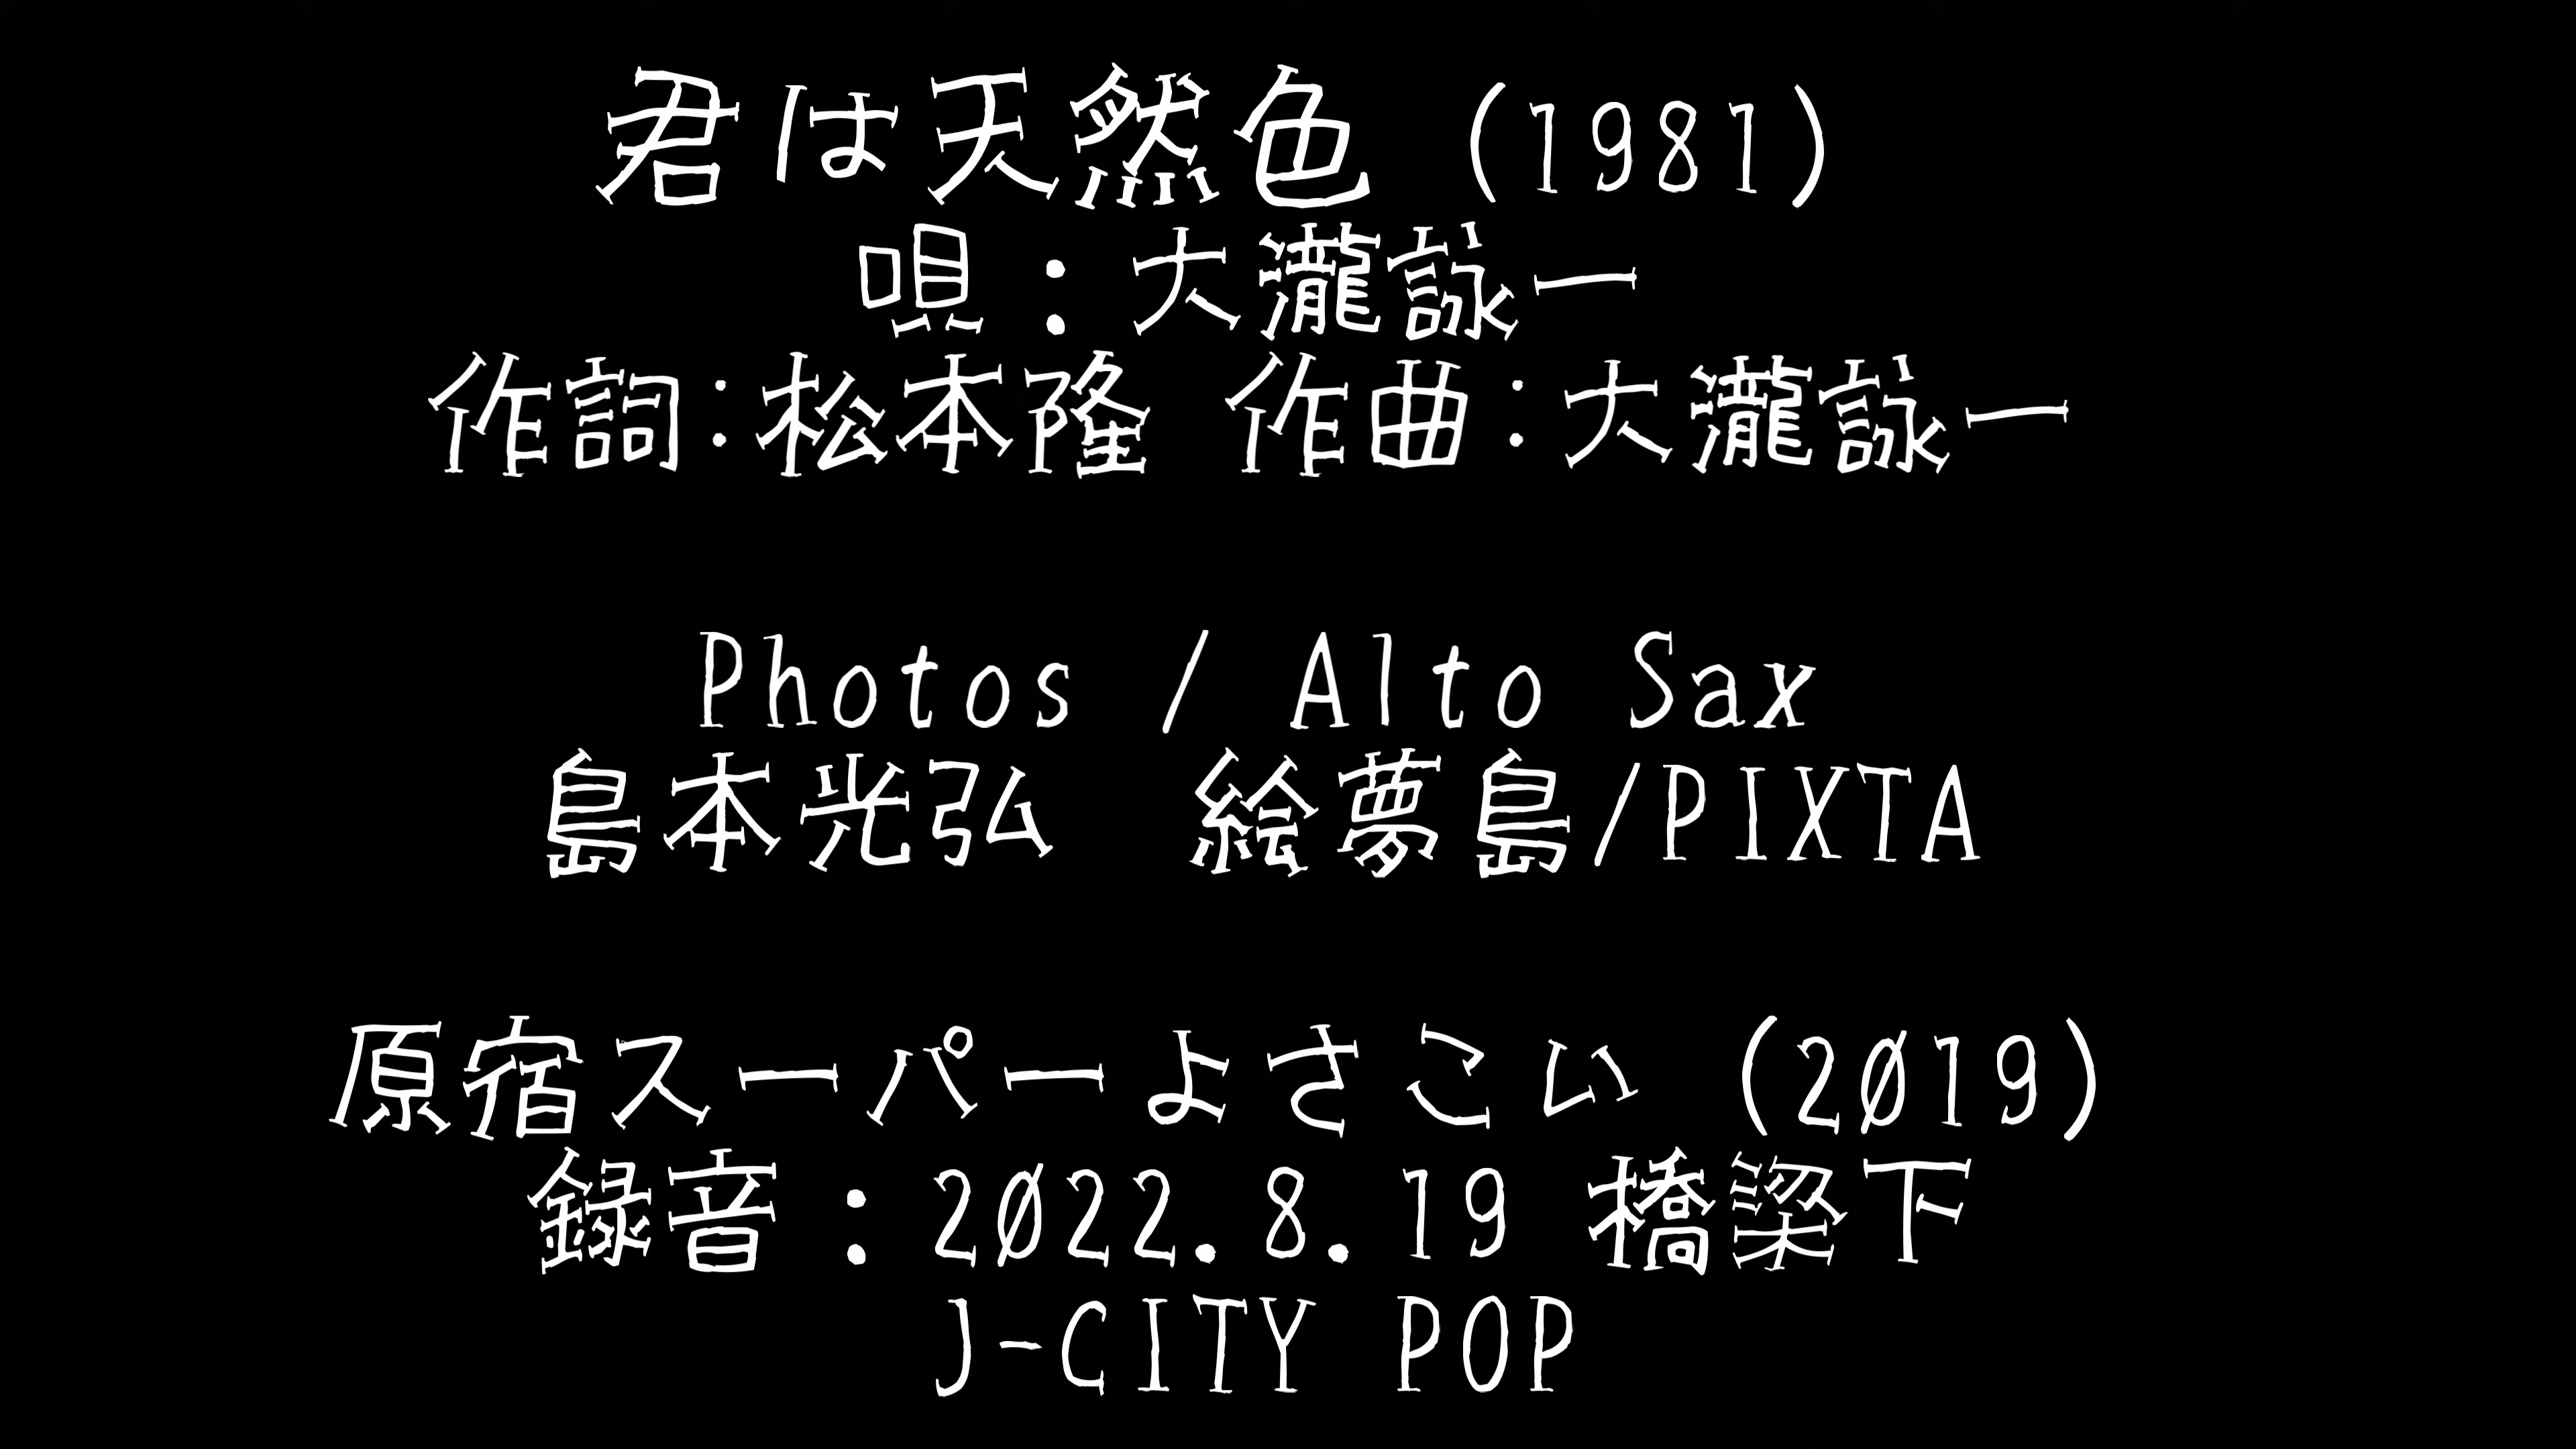 君は天然色 (1981)
唄：大瀧詠一
作詞:松本隆 作曲:大瀧詠一
Photos / Alto Sax
島本光弘　絵夢島/PIXTA
原宿スーパーよさこい (2019)
録音：2022.8.19 橋梁下
J-CITY POP